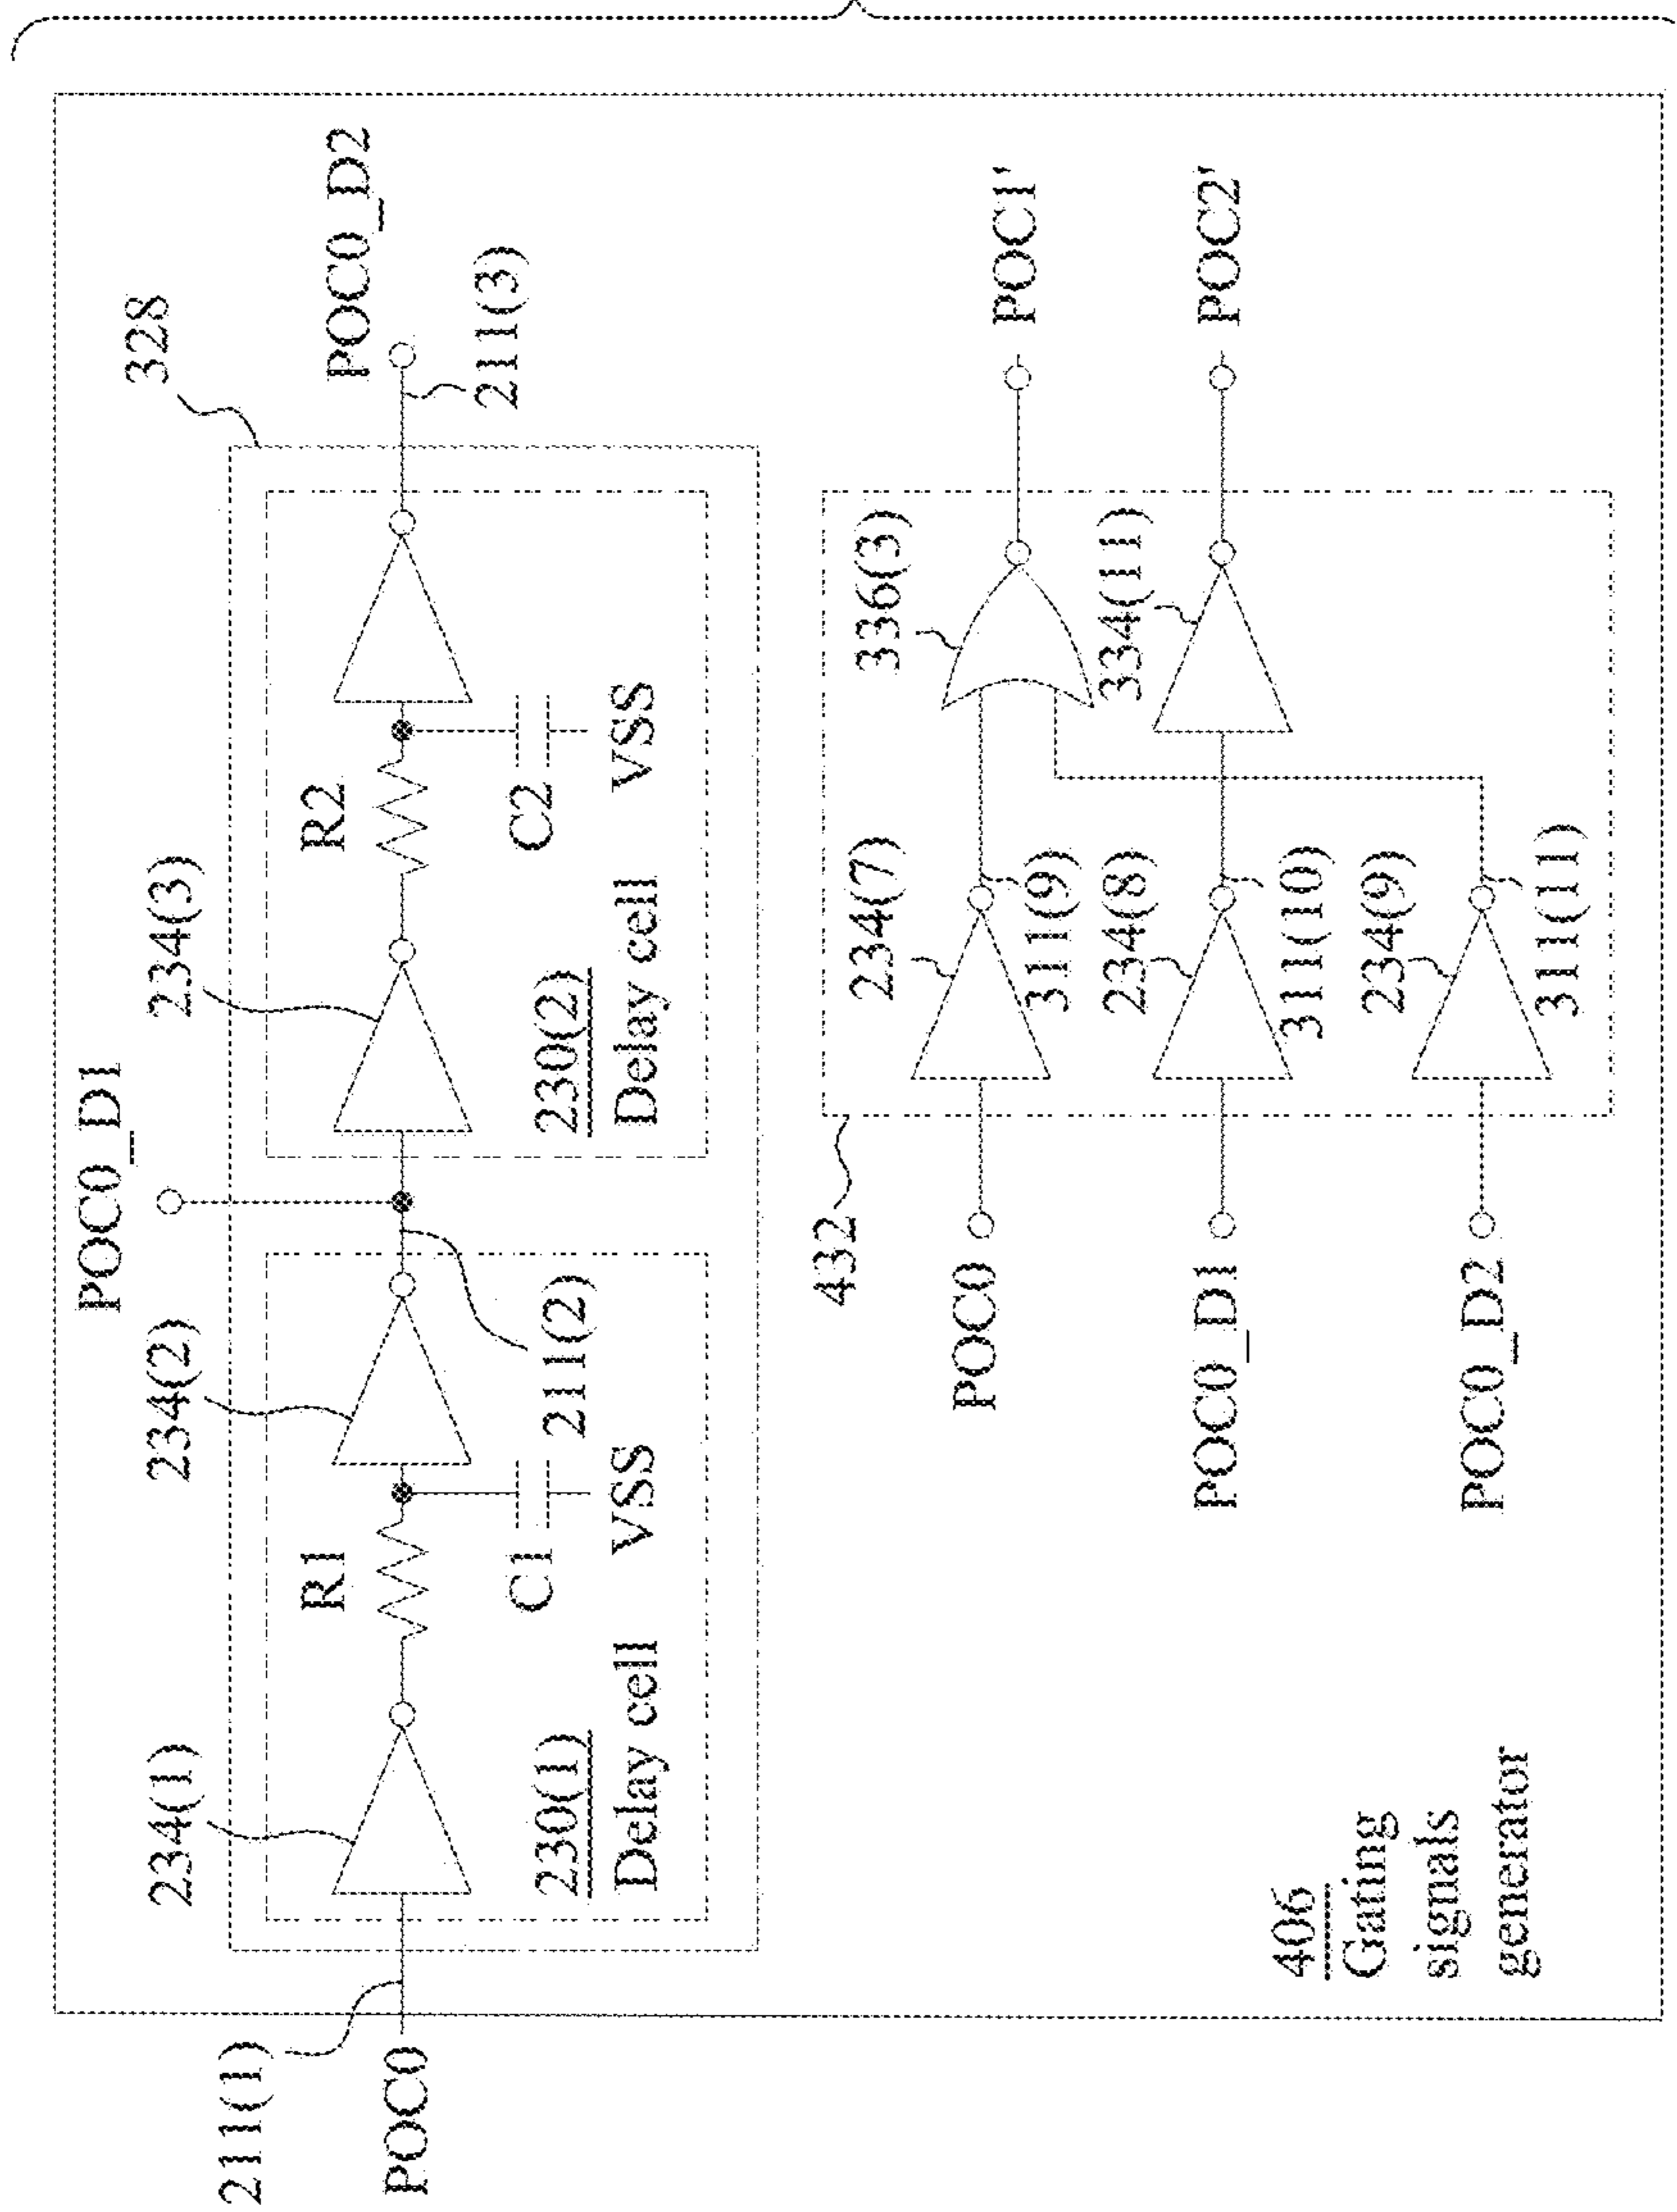 211(1)
POC0
234(1)
R1
C1
VSS
230(1)
Delay cell
234(2)
211(2)
POC0_D1
234(3)
R2
C2
VSS
230(2)
Delay cell
328
POC0_D2
211(3)
432
POC0
POC0_D1
POC0_D2
234(7)
311(9)
234(8)
311(10)
234(9)
311(11)
336(3)
334(11)
POC1'
POC2'
406
Gating
signals
generator